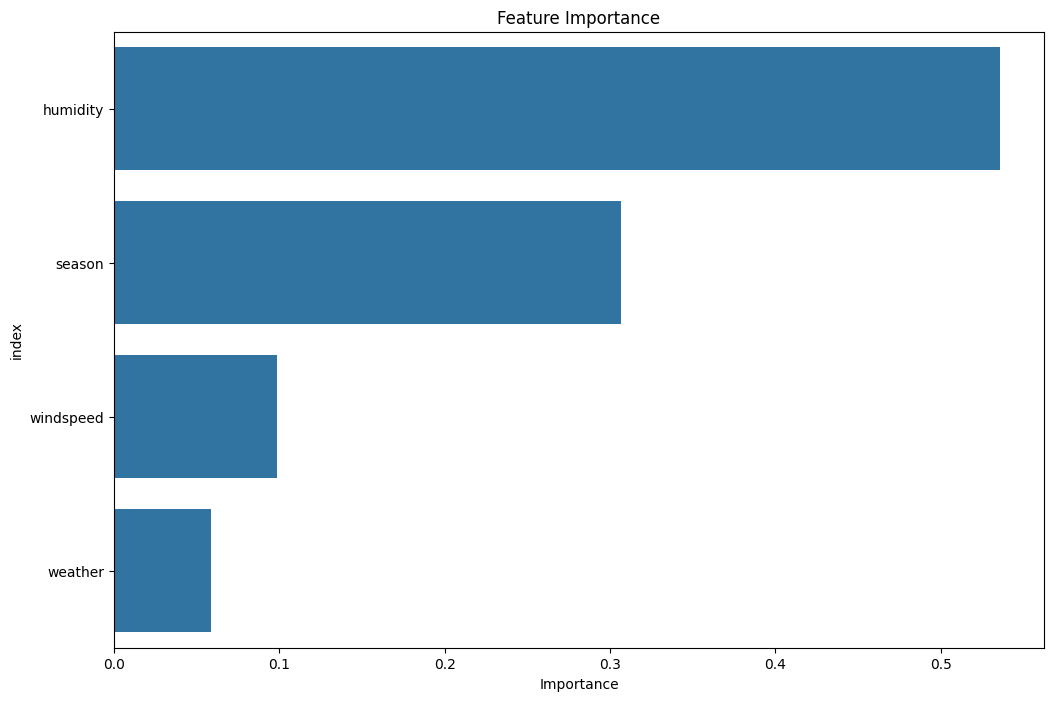 Feature Importance
humidity
season
windspeed
weather
index
0.0 0.1 0.2 0.3 0.4 0.5
Importance